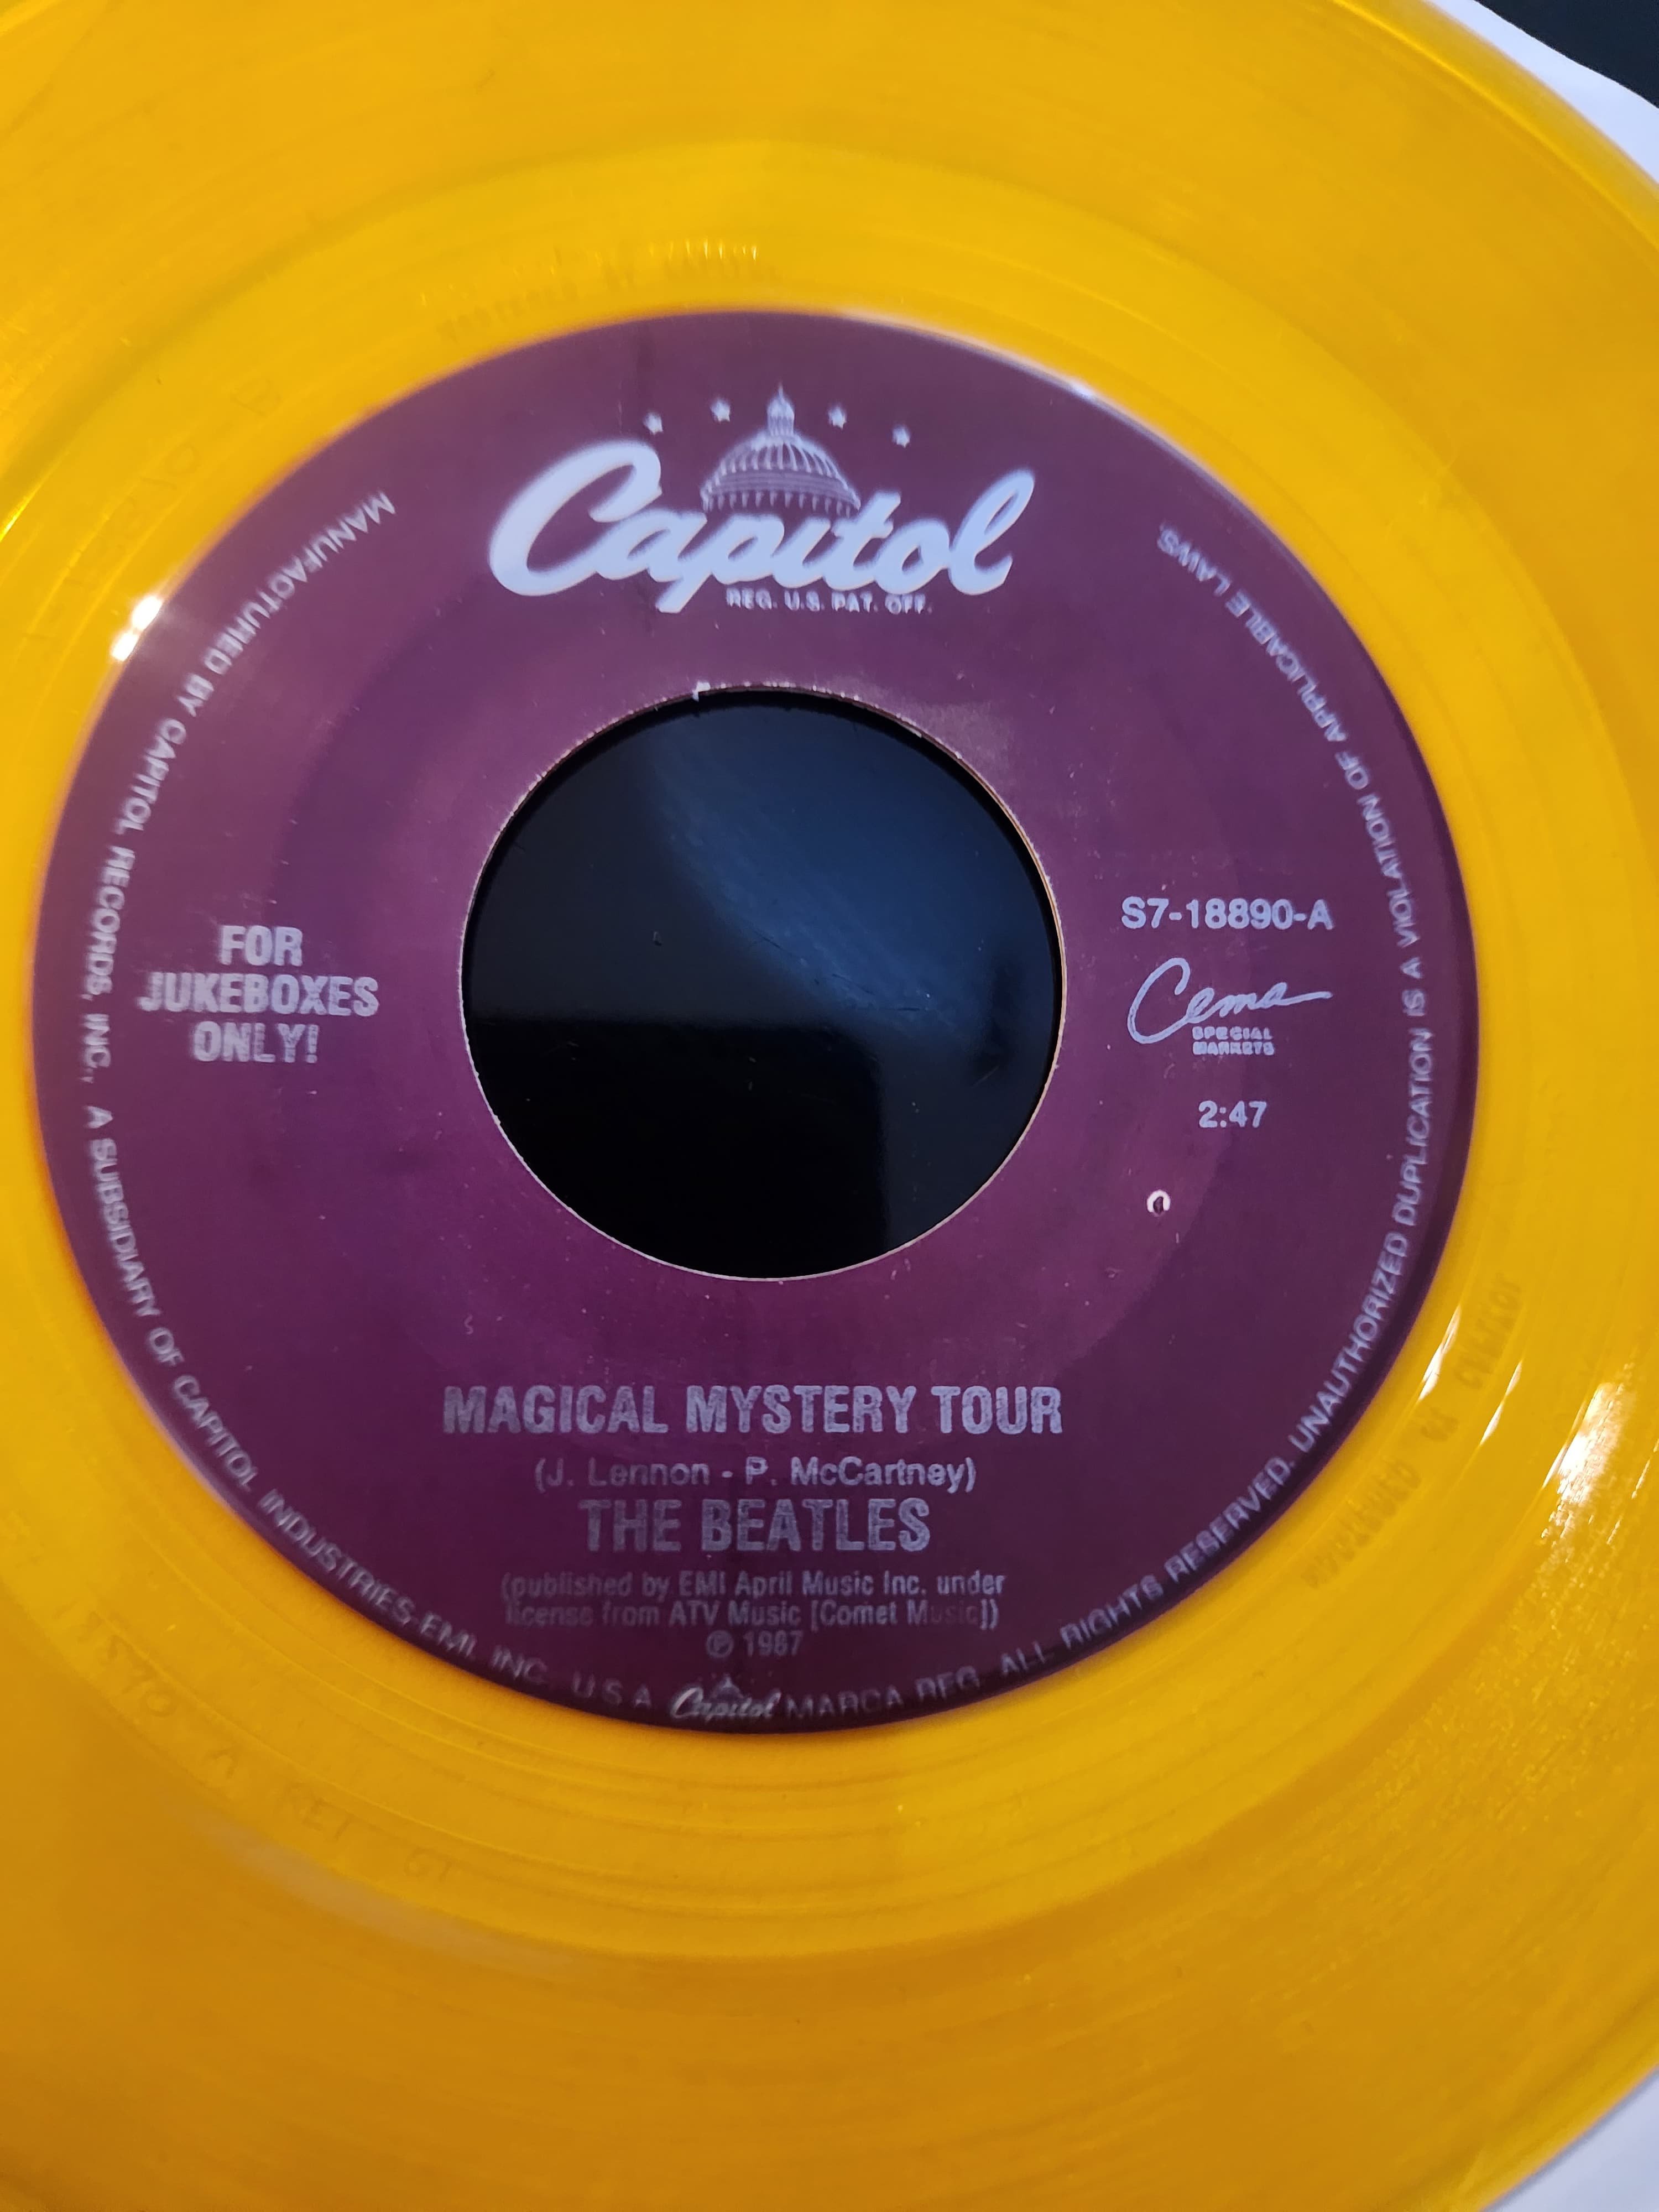 Capitol
REG. U.S. PAT. OFF.
FOR
JUKEBOXES
ONLY!
S7-18890-A
Cema
SPECIAL
MARKETS
2:47
MAGICAL MYSTERY TOUR
(J. Lennon - P. McCartney)
THE BEATLES
(published by EMI April Music Inc. under
license from ATV Music [Comet Music])
℗ 1967
MANUFACTURED BY CAPITOL RECORDS, INC., A SUBSIDIARY OF CAPITOL INDUSTRIES-EMI, INC. U.S.A. Capitol MARCA REG. ALL RIGHTS RESERVED. UNAUTHORIZED DUPLICATION IS A VIOLATION OF APPLICABLE LAWS.